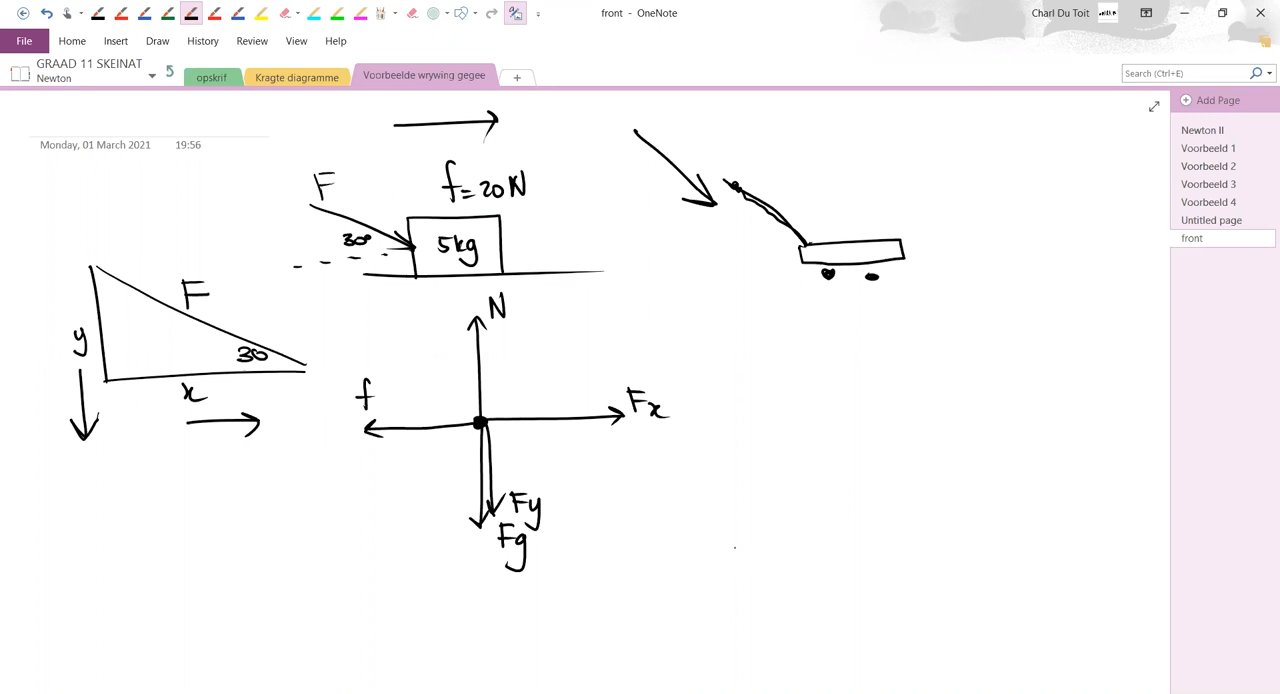 front - OneNote
Charl Du Toit
File
Home
Insert
Draw
History
Review
View
Help
GRAAD 11 SKEINAT
Newton
opskrif
Kragte diagramme
Voorbeelde wrywing gegee
+
Search (Ctrl+E)
Add Page
Newton II
Voorbeeld 1
Voorbeeld 2
Voorbeeld 3
Voorbeeld 4
Untitled page
front
Monday, 01 March 2021 19:56
F
f = 20N
30°
5kg
F
y
30
x
N
f
Fx
Fy
Fg